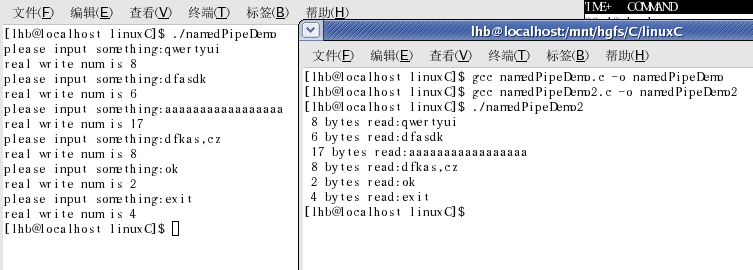 文件(F) 编辑(E) 查看(V) 终端(T) 标签(B) 帮助(H)
[lhb@localhost linuxC]$ ./namedPipeDemo
please input something:qwertyui
real write num is 8
please input something:dfasdk
real write num is 6
please input something:aaaaaaaaaaaaaaaaa
real write num is 17
please input something:dfkas,cz
real write num is 8
please input something:ok
real write num is 2
please input something:exit
real write num is 4
[lhb@localhost linuxC]$
TIME+ COMMAND
lhb@localhost:/mnt/hgfs/C/linuxC
文件(F) 编辑(E) 查看(V) 终端(T) 标签(B) 帮助(H)
[lhb@localhost linuxC]$ gcc namedPipeDemo.c -o namedPipeDemo
[lhb@localhost linuxC]$ gcc namedPipeDemo2.c -o namedPipeDemo2
[lhb@localhost linuxC]$ ./namedPipeDemo2
8 bytes read:qwertyui
6 bytes read:dfasdk
17 bytes read:aaaaaaaaaaaaaaaaa
8 bytes read:dfkas,cz
2 bytes read:ok
4 bytes read:exit
[lhb@localhost linuxC]$